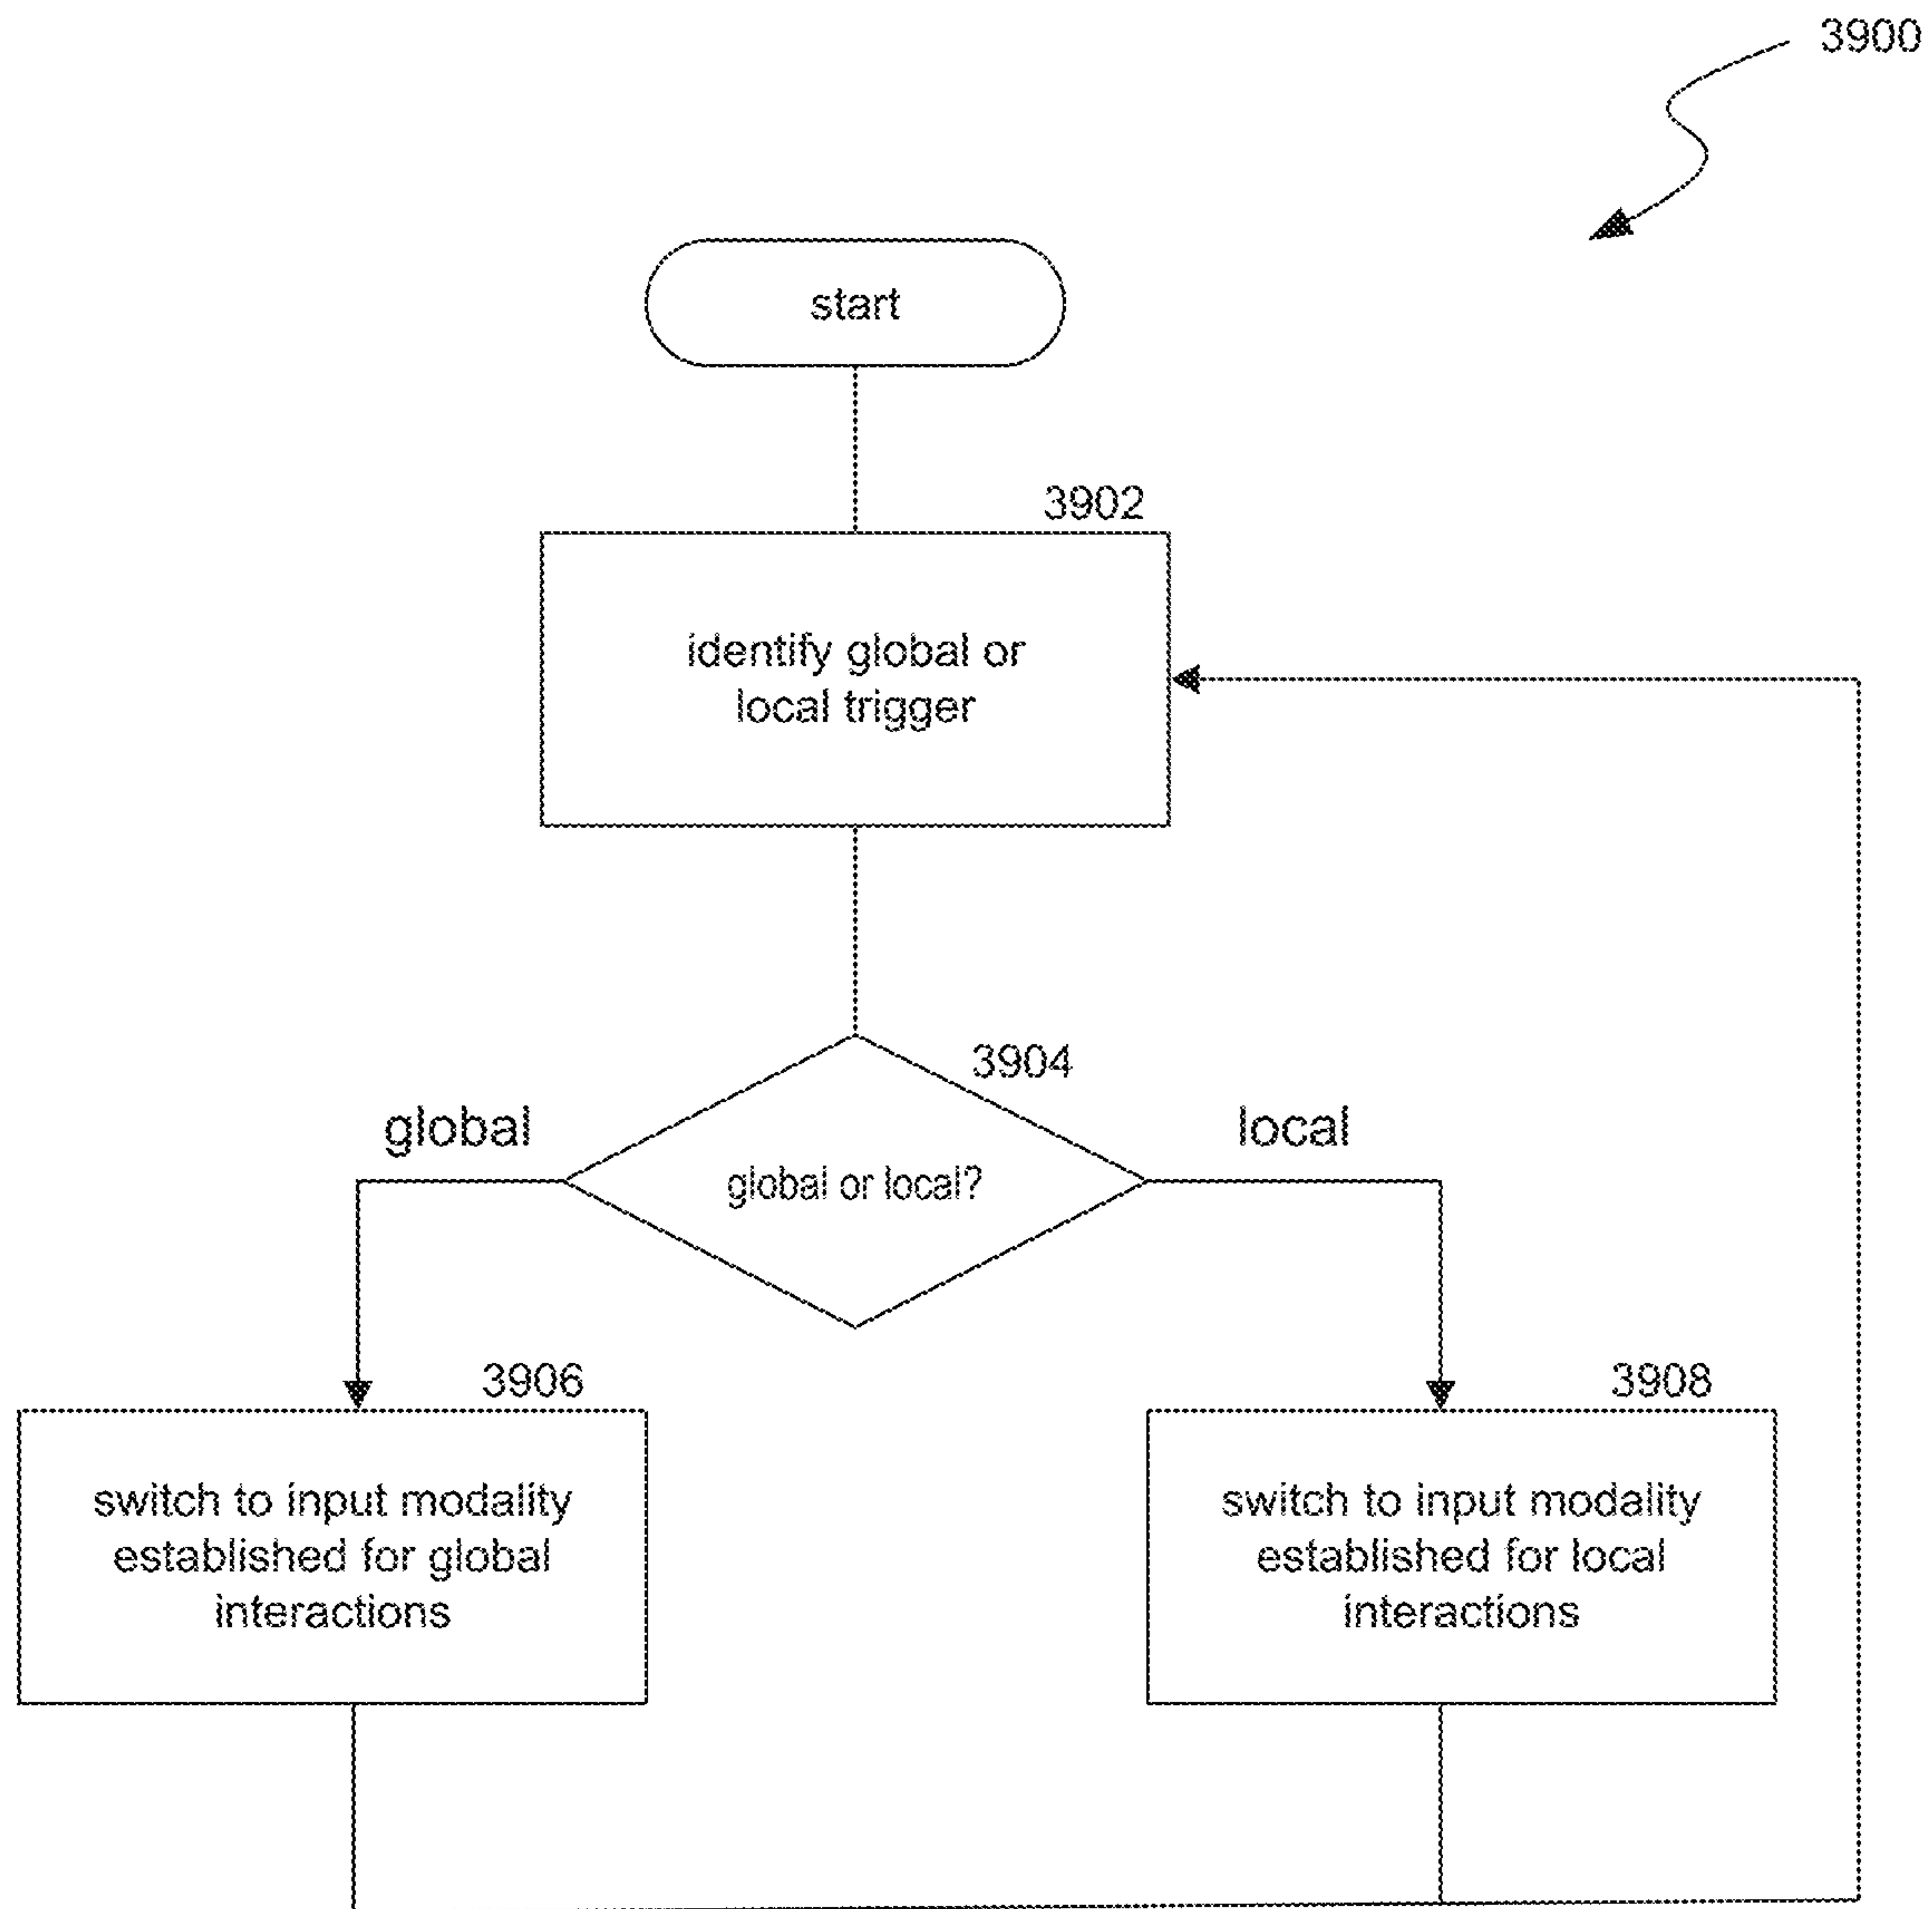 3900
start
3902
identify global or
local trigger
3904
global
local
global or local?
3906
switch to input modality
established for global
interactions
3908
switch to input modality
established for local
interactions